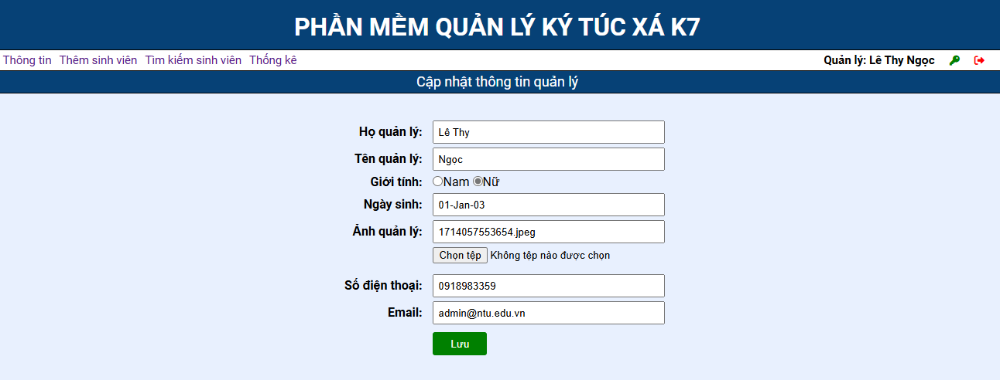 PHẦN MỀM QUẢN LÝ KÝ TÚC XÁ K7
Thông tin Thêm sinh viên Tìm kiếm sinh viên Thống kê Quản lý: Lê Thy Ngọc
Cập nhật thông tin quản lý
Họ quản lý: Lê Thy
Tên quản lý: Ngọc
Giới tính: Nam Nữ
Ngày sinh: 01-Jan-03
Ảnh quản lý: 1714057553654.jpeg
Chọn tệp Không tệp nào được chọn
Số điện thoại: 0918983359
Email: admin@ntu.edu.vn
Lưu